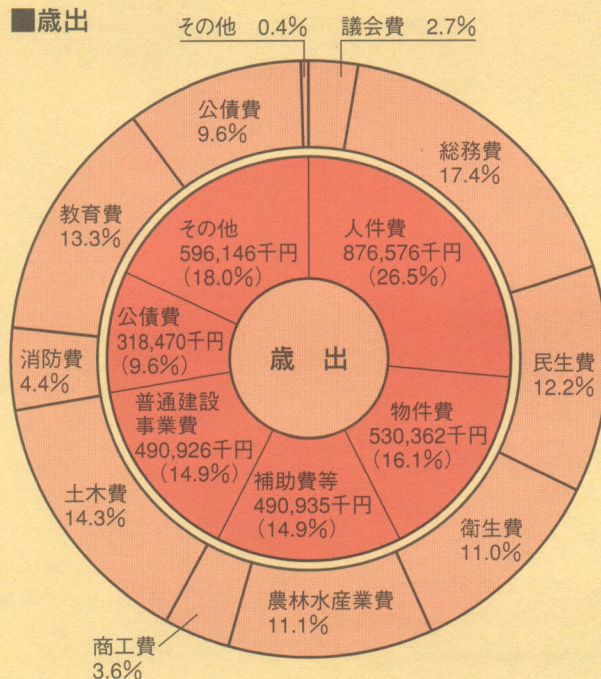 ■歳出
その他 0.4%
議会費 2.7%
総務費
17.4%
民生費
12.2%
衛生費
11.0%
農林水産業費
11.1%
商工費
3.6%
土木費
14.3%
消防費
4.4%
教育費
13.3%
公債費
9.6%
人件費
876,576千円
(26.5%)
物件費
530,362千円
(16.1%)
補助費等
490,935千円
(14.9%)
普通建設
事業費
490,926千円
(14.9%)
公債費
318,470千円
(9.6%)
その他
596,146千円
(18.0%)
歳 出